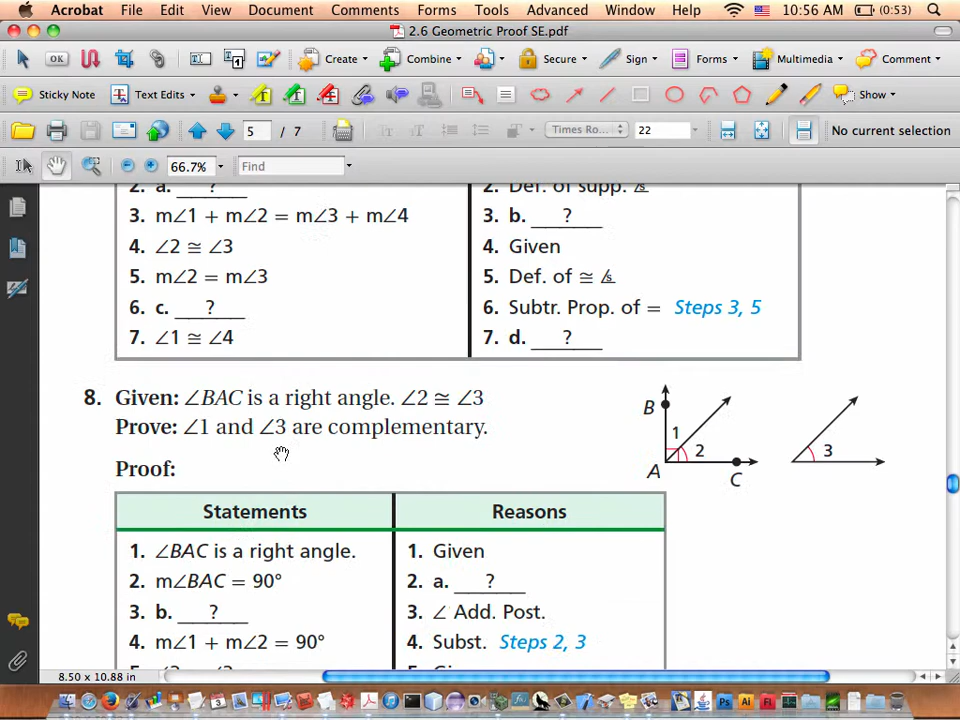 Acrobat File Edit View Document Comments Forms Tools Advanced Window Help (0:53) 10:56 AM
2.6 Geometric Proof SE.pdf
OK Create Combine Secure Sign Forms Multimedia Comment
Sticky Note Text Edits Show
5 / 7 Times Ro... 22 No current selection
66.7% Find
2. a. ? 2. Def. of supp. ∠s
3. m∠1 + m∠2 = m∠3 + m∠4 3. b. ?
4. ∠2 ≅ ∠3 4. Given
5. m∠2 = m∠3 5. Def. of ≅ ∠s
6. c. ? 6. Subtr. Prop. of = Steps 3, 5
7. ∠1 ≅ ∠4 7. d. ?
8. Given: ∠BAC is a right angle. ∠2 ≅ ∠3
Prove: ∠1 and ∠3 are complementary.
B 1 2 A C 3
Proof:
Statements Reasons
1. ∠BAC is a right angle. 1. Given
2. m∠BAC = 90° 2. a. ?
3. b. ? 3. ∠ Add. Post.
4. m∠1 + m∠2 = 90° 4. Subst. Steps 2, 3
8.50 x 10.88 in